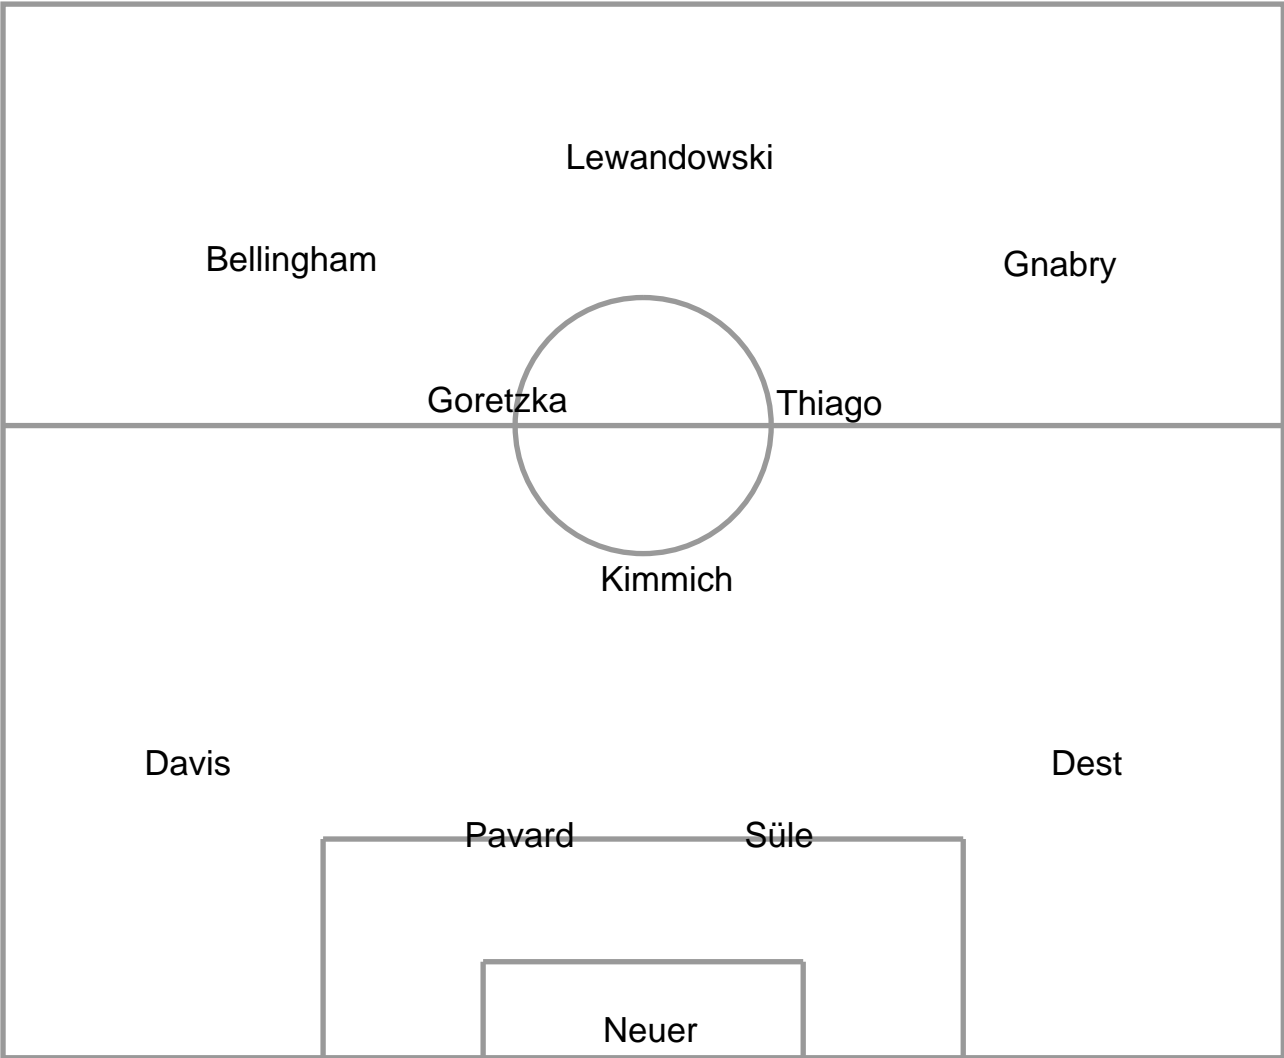 Lewandowski
Bellingham
Gnabry
Goretzka
Thiago
Kimmich
Davis
Dest
Pavard
Süle
Neuer